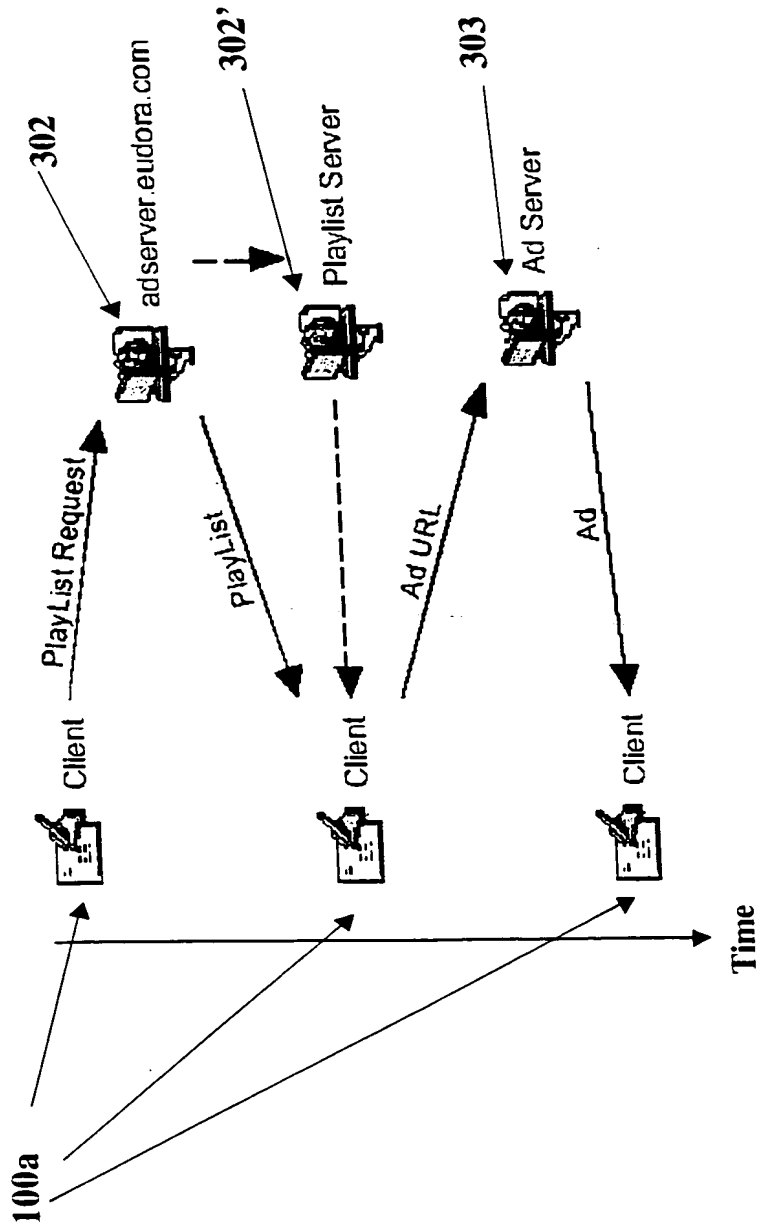 302
adserver.eudora.com
302'
Playlist Server
303
Ad Server
PlayList Request
PlayList
Ad URL
Ad
Client
Client
Client
100a
Time